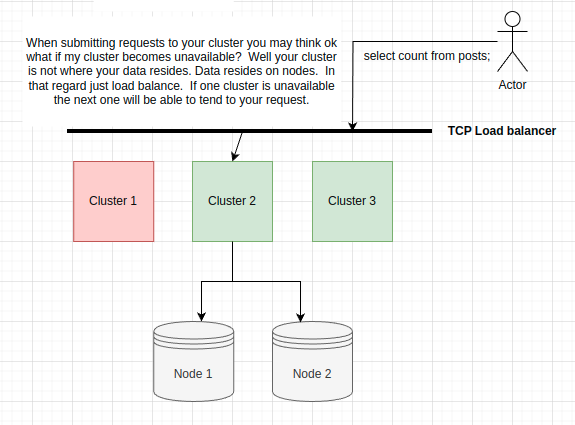 When submitting requests to your cluster you may think ok
what if my cluster becomes unavailable?  Well your cluster
is not where your data resides. Data resides on nodes.  In
that regard just load balance.  If one cluster is unavailable
the next one will be able to tend to your request.
select count from posts;
Actor
TCP Load balancer
Cluster 1
Cluster 2
Cluster 3
Node 1
Node 2